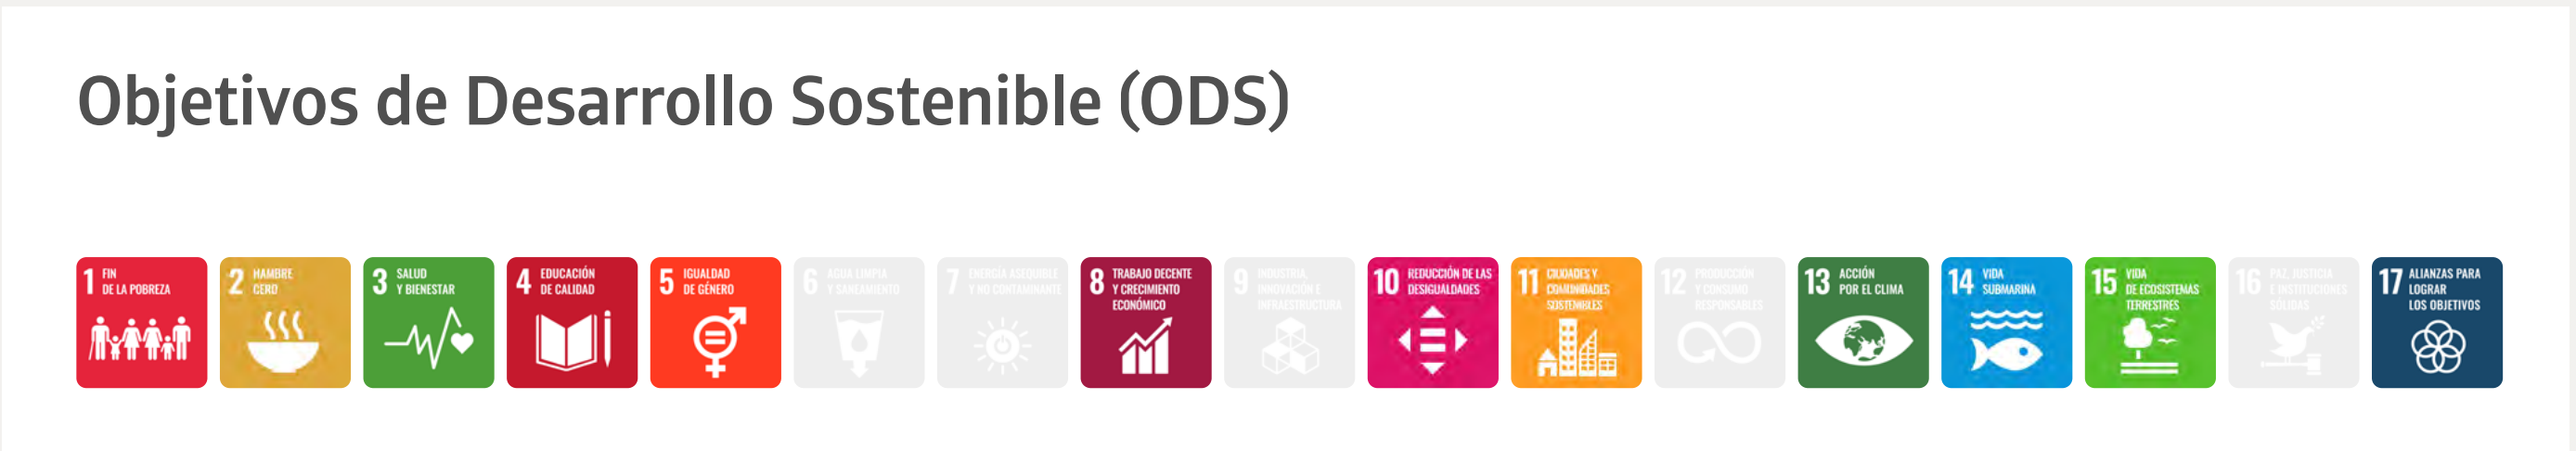 Objetivos de Desarrollo Sostenible (ODS)
1 FIN
DE LA POBREZA
2 HAMBRE
CERO
3 SALUD
Y BIENESTAR
4 EDUCACIÓN
DE CALIDAD
5 IGUALDAD
DE GÉNERO
6 AGUA LIMPIA
Y SANEAMIENTO
7 ENERGÍA ASEQUIBLE
Y NO CONTAMINANTE
8 TRABAJO DECENTE
Y CRECIMIENTO
ECONÓMICO
9 INDUSTRIA,
INNOVACIÓN E
INFRAESTRUCTURA
10 REDUCCIÓN DE LAS
DESIGUALDADES
11 CIUDADES Y
COMUNIDADES
SOSTENIBLES
12 PRODUCCIÓN
Y CONSUMO
RESPONSABLES
13 ACCIÓN
POR EL CLIMA
14 VIDA
SUBMARINA
15 VIDA
DE ECOSISTEMAS
TERRESTRES
16 PAZ, JUSTICIA
E INSTITUCIONES
SÓLIDAS
17 ALIANZAS PARA
LOGRAR
LOS OBJETIVOS